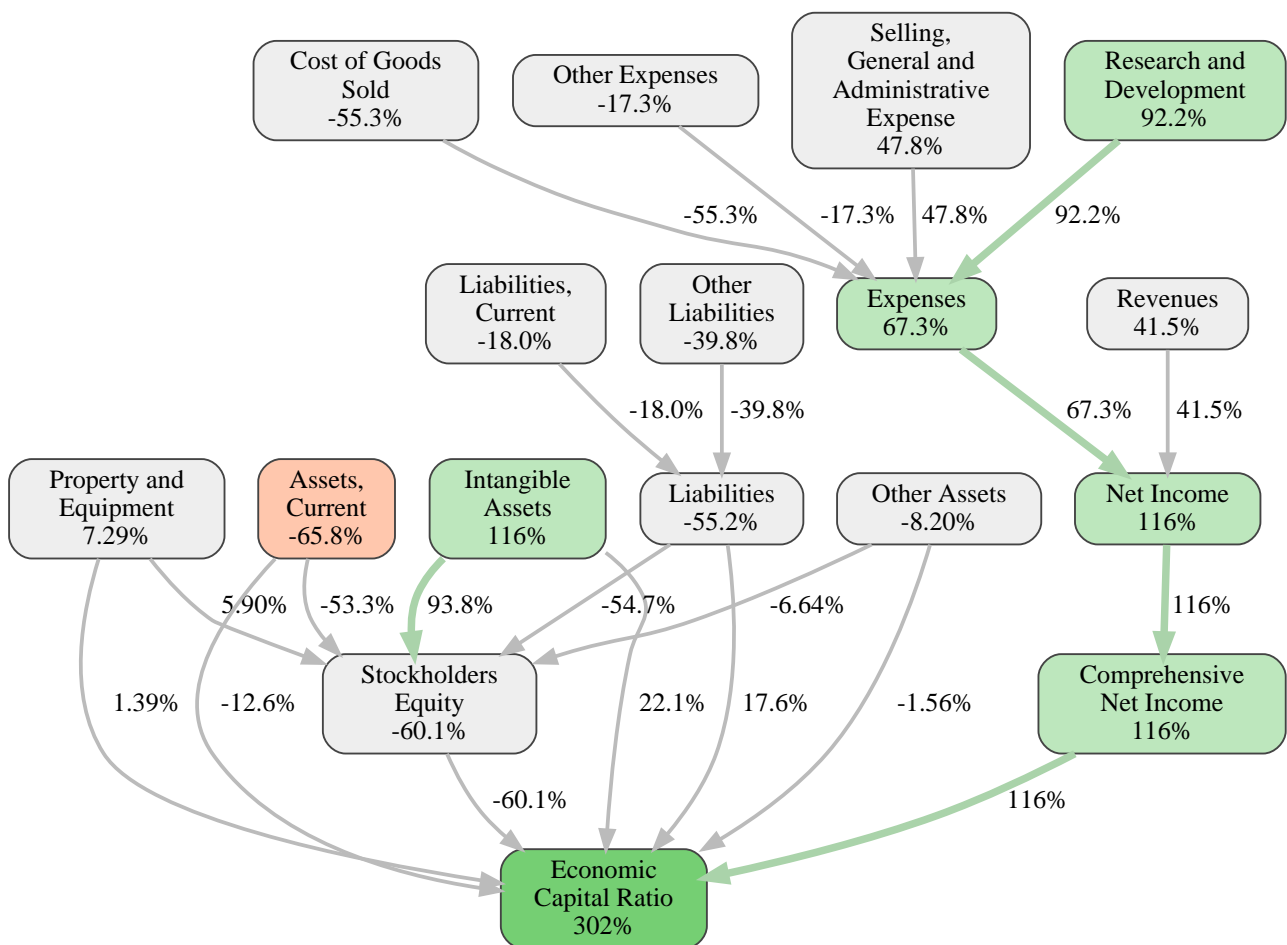 Cost of Goods
Sold
-55.3%
Other Expenses
-17.3%
Selling,
General and
Administrative
Expense
47.8%
Research and
Development
92.2%
-55.3%
-17.3%
47.8%
92.2%
Liabilities,
Current
-18.0%
Other
Liabilities
-39.8%
Expenses
67.3%
Revenues
41.5%
-18.0%
-39.8%
67.3%
41.5%
Property and
Equipment
7.29%
Assets,
Current
-65.8%
Intangible
Assets
116%
Liabilities
-55.2%
Other Assets
-8.20%
Net Income
116%
5.90%
-53.3%
93.8%
-54.7%
-6.64%
116%
Stockholders
Equity
-60.1%
Comprehensive
Net Income
116%
1.39%
-12.6%
22.1%
17.6%
-1.56%
-60.1%
116%
Economic
Capital Ratio
302%